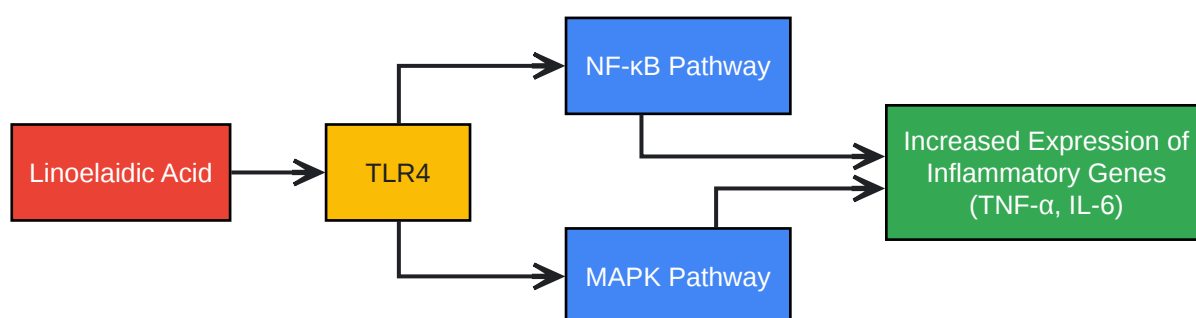 NF-κB Pathway
Linoelaidic Acid
TLR4
Increased Expression of
Inflammatory Genes
(TNF-α, IL-6)
MAPK Pathway